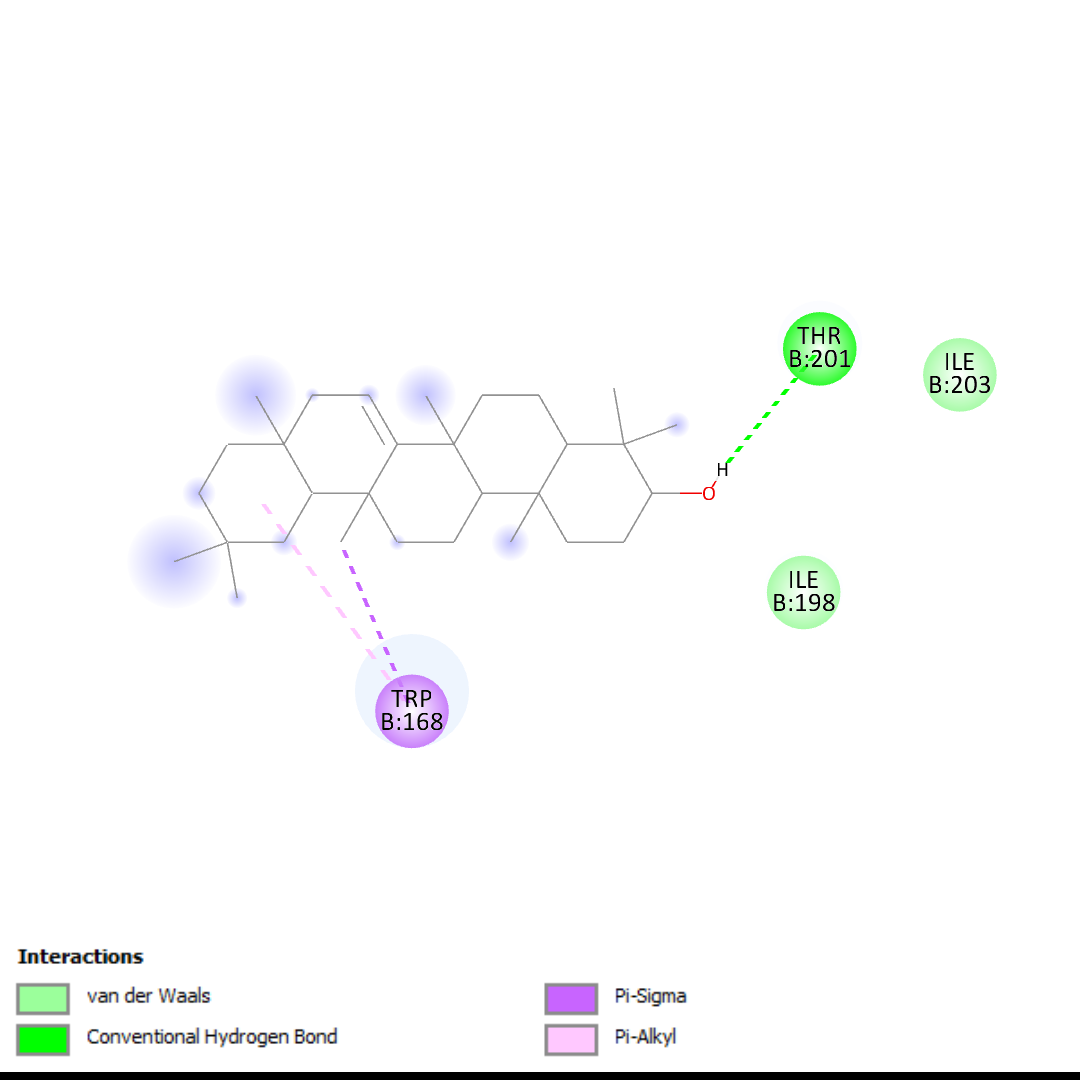 THR
B:201
ILE
B:203
H
O
ILE
B:198
TRP
B:168
Interactions
van der Waals
Conventional Hydrogen Bond
Pi-Sigma
Pi-Alkyl